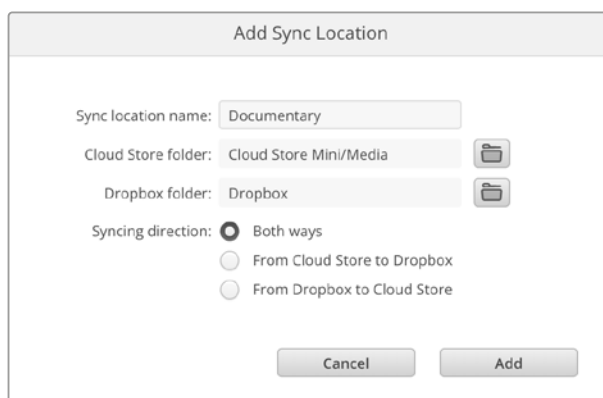 Add Sync Location
Sync location name: Documentary
Cloud Store folder: Cloud Store Mini/Media
Dropbox folder: Dropbox
Syncing direction: Both ways
From Cloud Store to Dropbox
From Dropbox to Cloud Store
Cancel Add